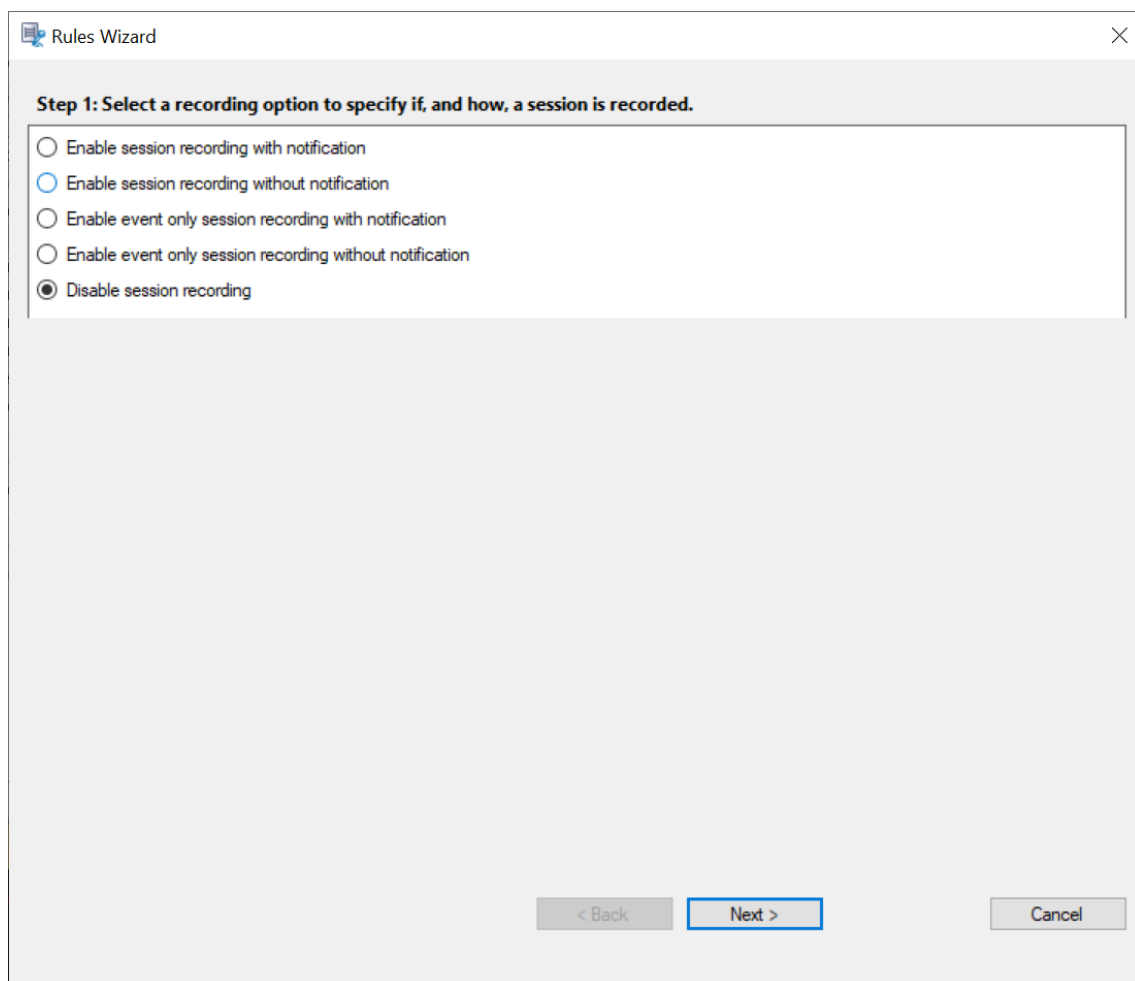 Rules Wizard
Step 1: Select a recording option to specify if, and how, a session is recorded.
Enable session recording with notification
Enable session recording without notification
Enable event only session recording with notification
Enable event only session recording without notification
Disable session recording
< Back
Next >
Cancel